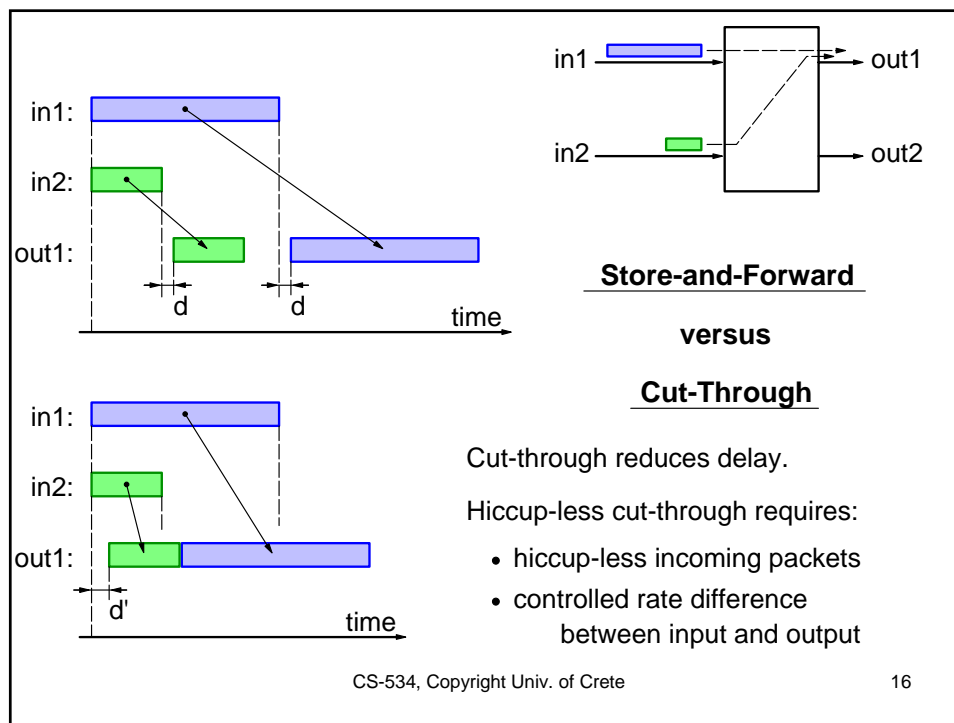 in1:
in2:
out1:
d
d
time
in1
out1
in2
out2
Store-and-Forward
versus
Cut-Through
in1:
in2:
out1:
d'
time
Cut-through reduces delay.
Hiccup-less cut-through requires:
• hiccup-less incoming packets
• controlled rate difference
between input and output
CS-534, Copyright Univ. of Crete
16